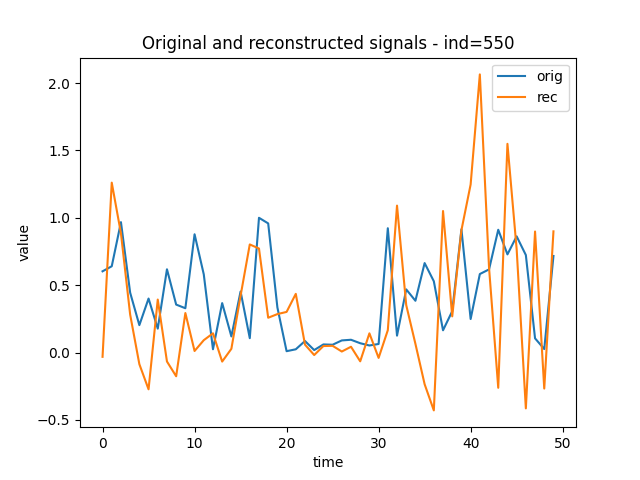 Original and reconstructed signals - ind=550
orig
rec
2.0
1.5
1.0
0.5
0.0
−0.5
value
0 10 20 30 40 50
time